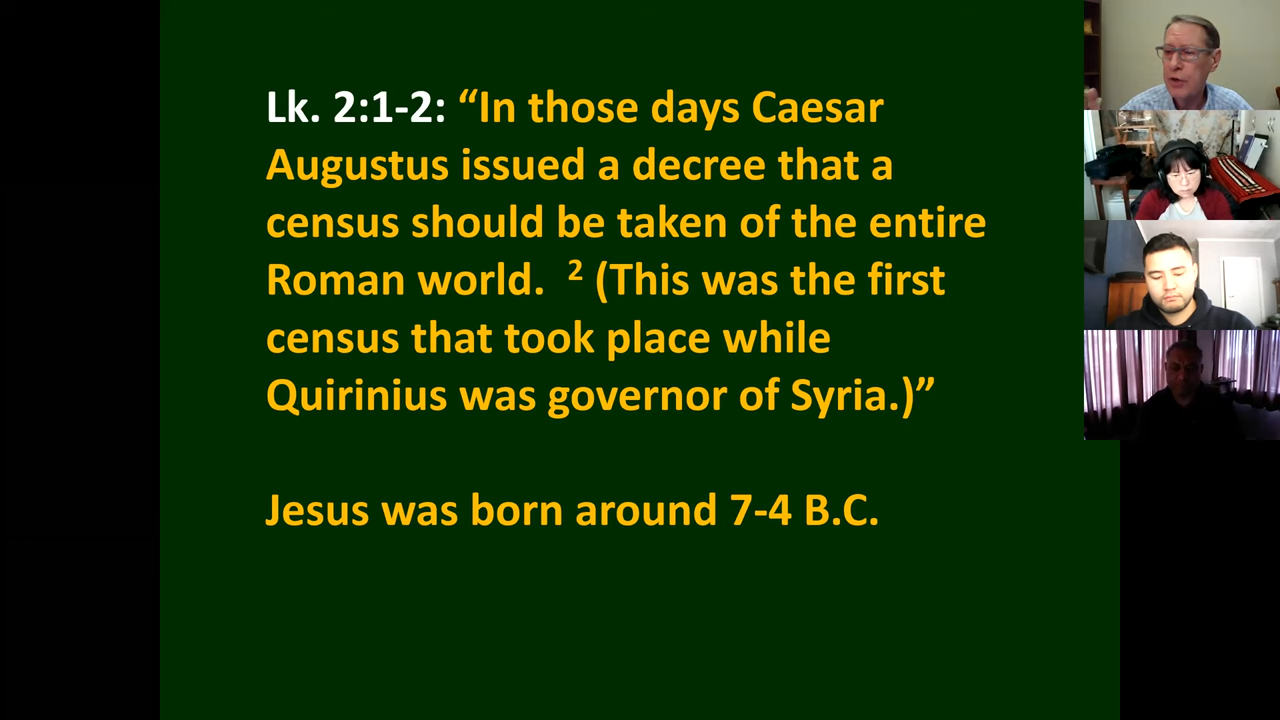 Lk. 2:1-2: “In those days Caesar
Augustus issued a decree that a
census should be taken of the entire
Roman world.  ² (This was the first
census that took place while
Quirinius was governor of Syria.)”
Jesus was born around 7-4 B.C.